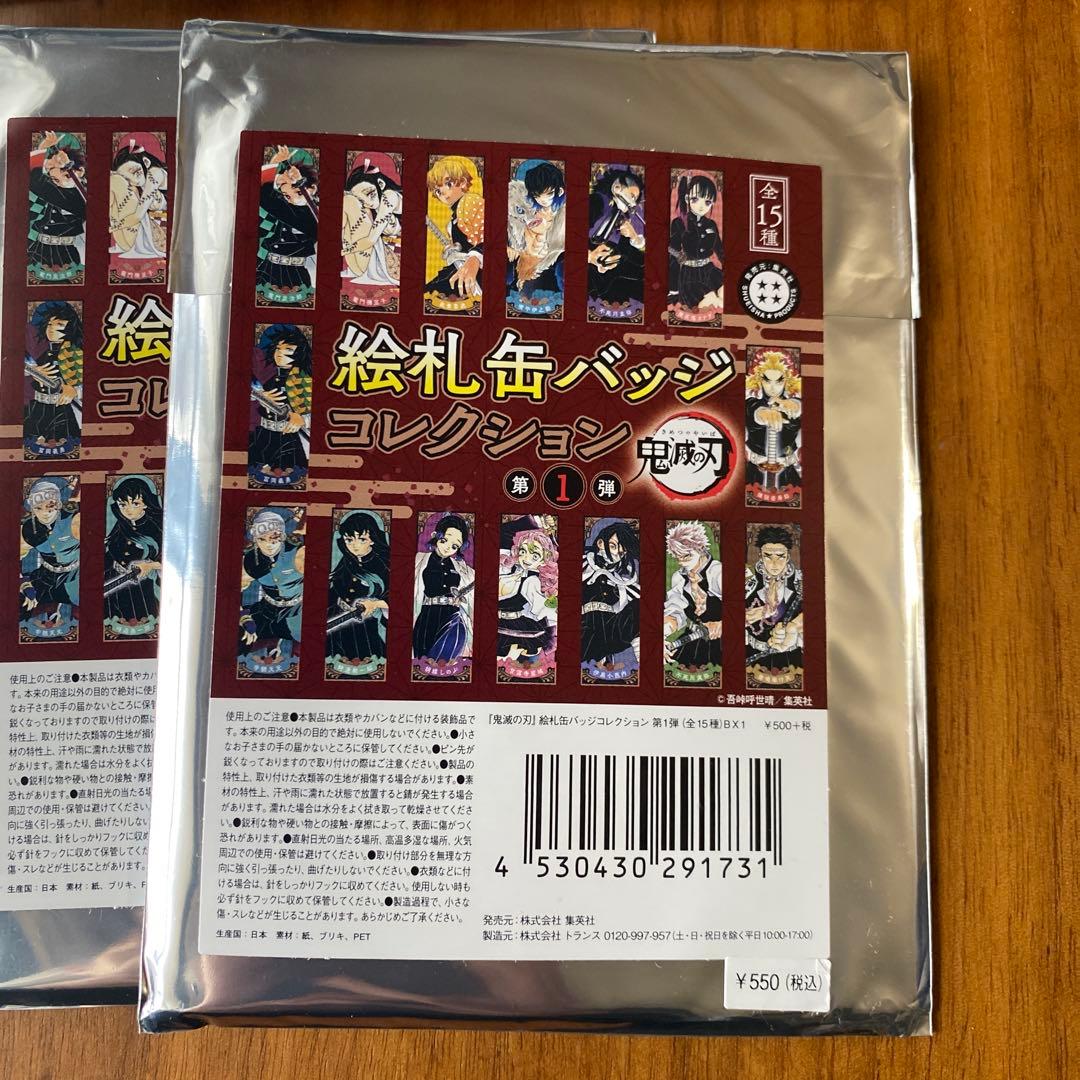 全15種
発売元:集英社
SHUEISHA PRODUCTS
絵札缶バッジ
コレクション
第1弾
きめつのやいば
鬼滅の刃
©吾峠呼世晴/集英社
使用上のご注意●本製品は衣類やカバンなどに付ける装飾品で
す。本来の用途以外の目的で絶対に使用しないでください。●小さ
なお子さまの手の届かないところに保管してください。●ピン先が
鋭くなっておりますので取り付けの際はご注意ください。●製品の
特性上、取り付けた衣類等の生地が損傷する場合があります。●素
材の特性上、汗や雨に濡れた状態で放置すると錆が発生する場合
があります。濡れた場合は水分をよく拭き取って乾燥させてくださ
い。●鋭利な物や硬い物との接触・摩擦によって、表面に傷がつく
恐れがあります。●直射日光の当たる場所、高温多湿な場所、火気
周辺での使用・保管は避けてください。●取り付け部分を無理な方
向に強く引っ張ったり、曲げたりしないでください。●衣類などに付
ける場合は、針をしっかりフックに収めてください。使用しない時も
必ず針をフックに収めて保管してください。●製造過程で、小さな
傷・スレなどが生じることがあります。あらかじめご了承ください。
生産国:日本 素材:紙、ブリキ、PET
『鬼滅の刃』絵札缶バッジコレクション 第1弾(全15種)BX1 ¥500+税
4 530430 291731
発売元:株式会社 集英社
製造元:株式会社 トランス 0120-997-957(土・日・祝日を除く平日10:00-17:00)
¥550(税込)